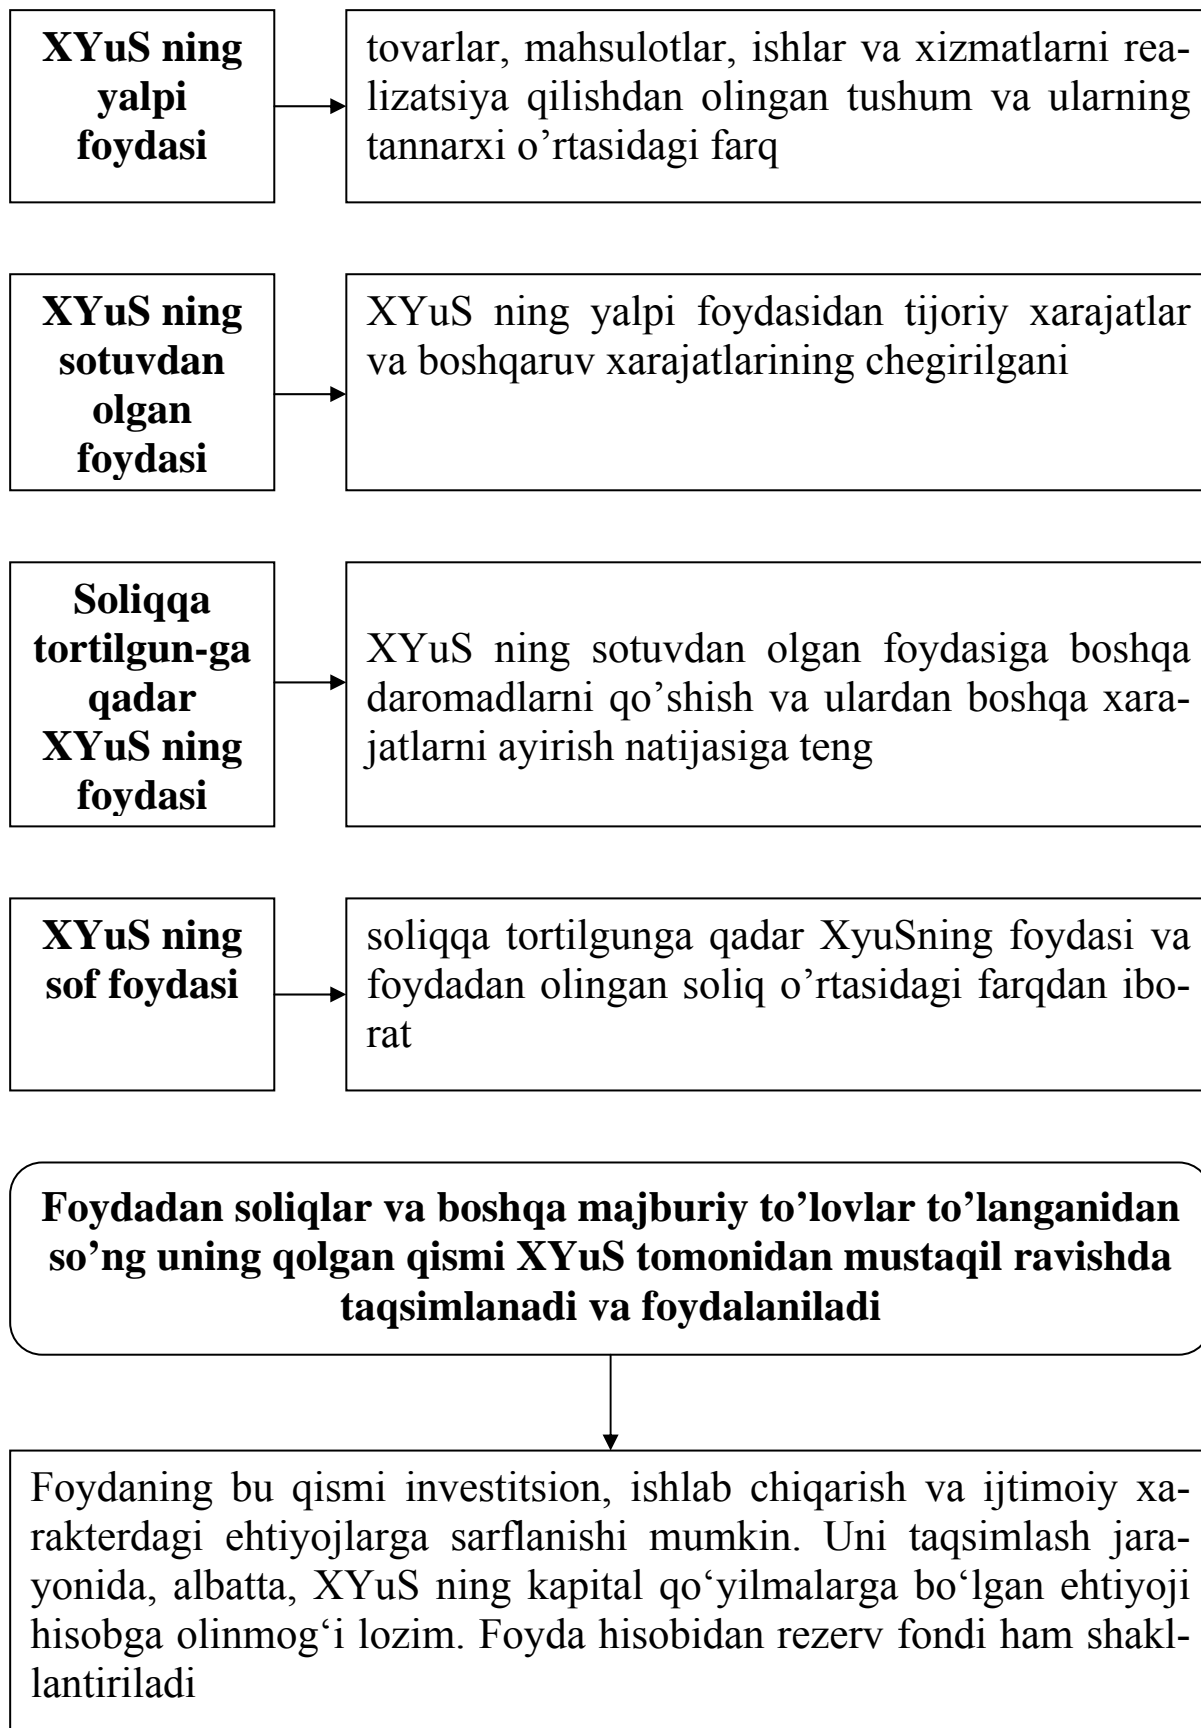 XYuS ning
yalpi
foydasi
tovarlar, mahsulotlar, ishlar va xizmatlarni rea-
lizatsiya qilishdan olingan tushum va ularning
tannarxi o’rtasidagi farq
XYuS ning
sotuvdan
olgan
foydasi
XYuS ning yalpi foydasidan tijoriy xarajatlar
va boshqaruv xarajatlarining chegirilgani
Soliqqa
tortilgun-ga
qadar
XYuS ning
foydasi
XYuS ning sotuvdan olgan foydasiga boshqa
daromadlarni qo’shish va ulardan boshqa xara-
jatlarni ayirish natijasiga teng
XYuS ning
sof foydasi
soliqqa tortilgunga qadar XyuSning foydasi va
foydadan olingan soliq o’rtasidagi farqdan ibo-
rat
Foydadan soliqlar va boshqa majburiy to’lovlar to’langanidan
so’ng uning qolgan qismi XYuS tomonidan mustaqil ravishda
taqsimlanadi va foydalaniladi
Foydaning bu qismi investitsion, ishlab chiqarish va ijtimoiy xa-
rakterdagi ehtiyojlarga sarflanishi mumkin. Uni taqsimlash jara-
yonida, albatta, XYuS ning kapital qo‘yilmalarga bo‘lgan ehtiyoji
hisobga olinmog‘i lozim. Foyda hisobidan rezerv fondi ham shakl-
lantiriladi